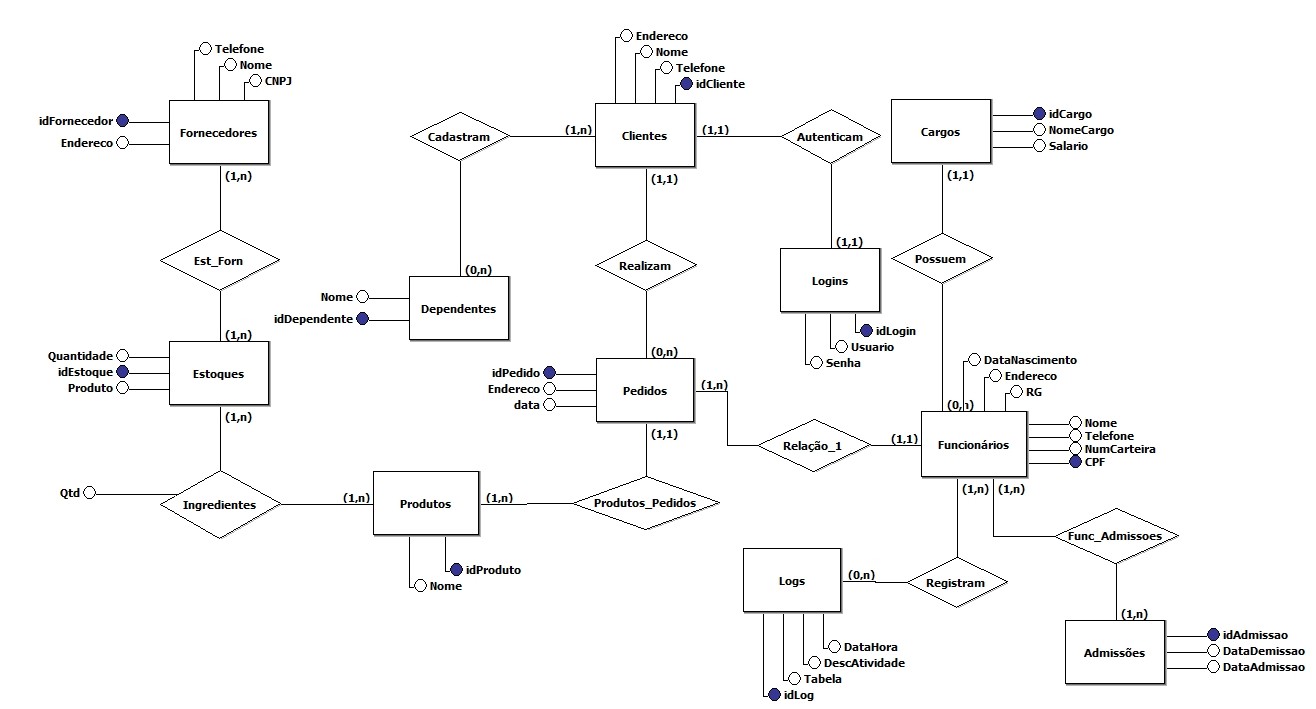 Endereco
Nome
Telefone
idCliente
Telefone
Nome
CNPJ
idFornecedor
Endereco
Fornecedores
(1,n)
Cadastram
(1,n)
Clientes
(1,1)
(1,1)
Autenticam
Cargos
idCargo
NomeCargo
Salario
(1,1)
Est_Forn
Realizam
Possuem
(1,1)
Logins
idLogin
Usuario
Senha
(0,n)
Nome
idDependente
Dependentes
(1,n)
Quantidade
idEstoque
Produto
Estoques
(1,n)
(0,n)
idPedido
Endereco
data
Pedidos
(1,n)
(1,1)
DataNascimento
Endereco
RG
(0,n)
Relação_1
(1,1)
Funcionários
Nome
Telefone
NumCarteira
CPF
(1,n)
(1,n)
Qtd
Ingredientes
(1,n)
Produtos
(1,n)
Produtos_Pedidos
idProduto
Nome
Func_Admissoes
Logs
(0,n)
Registram
DataHora
DescAtividade
Tabela
idLog
(1,n)
Admissões
idAdmissao
DataDemissao
DataAdmissao